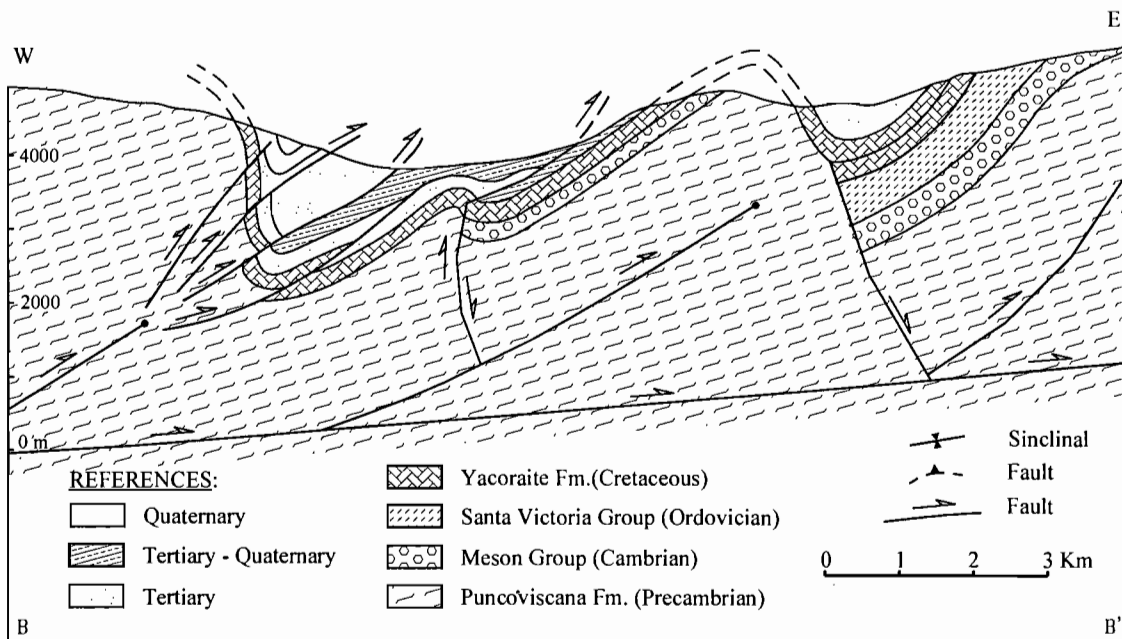 W
E
4000
2000
0 m
REFERENCES:
Quaternary
Tertiary - Quaternary
Tertiary
Yacoraite Fm.(Cretaceous)
Santa Victoria Group (Ordovician)
Meson Group (Cambrian)
Puncoviscana Fm. (Precambrian)
Sinclinal
Fault
Fault
0 1 2 3 Km
B
B'